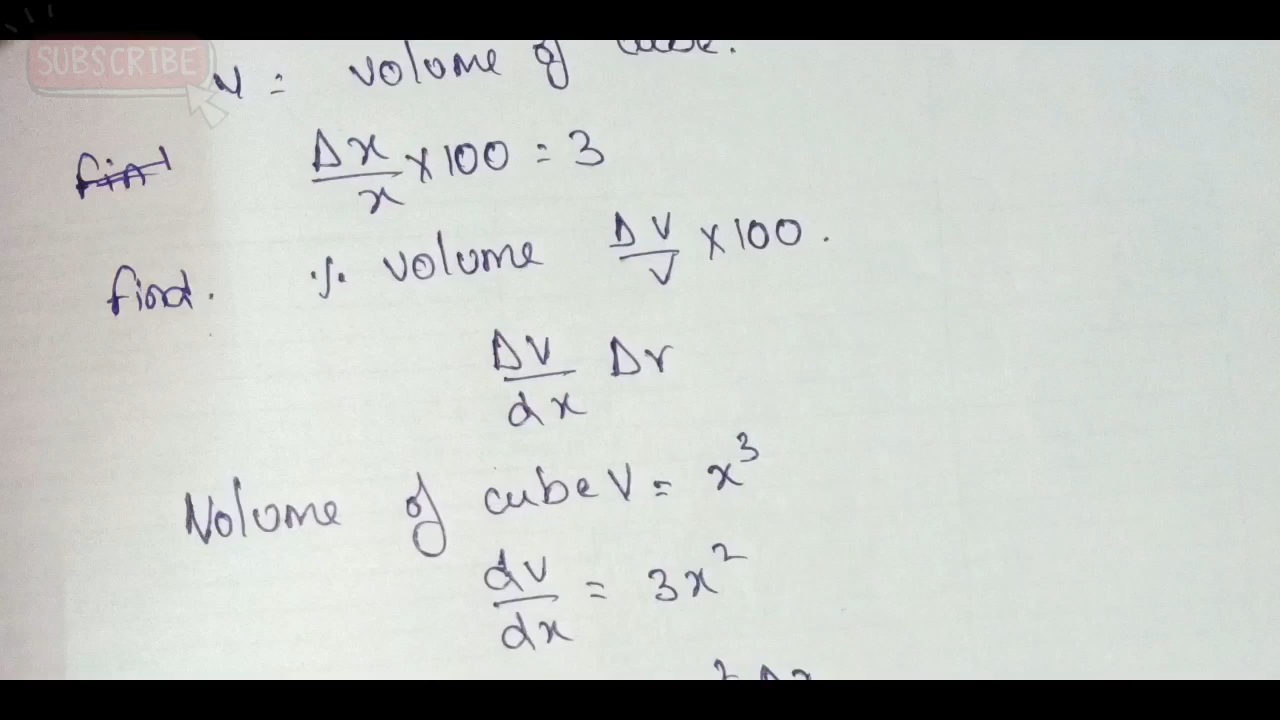 SUBSCRIBE
V = volume of
Δx/x × 100 = 3
find. % volume ΔV/V × 100.
ΔV/dx Δr
Volume of cube V = x³
dv/dx = 3x²